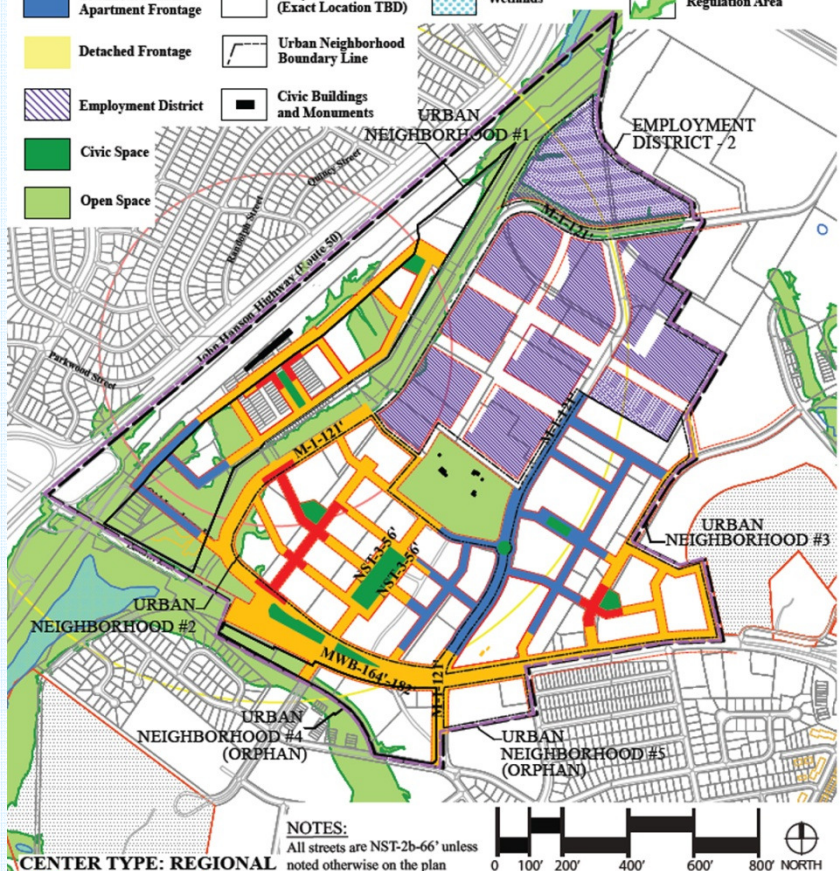 Apartment Frontage
(Exact Location TBD)
Wetlands
Regulation Area
Detached Frontage
Urban Neighborhood
Boundary Line
Employment District
Civic Buildings
and Monuments
Civic Space
Open Space
URBAN
NEIGHBORHOOD #1
EMPLOYMENT
DISTRICT - 2
Quincy Street
Randolph Street
M-1-121'
John Hanson Highway (Route 50)
Parkwood Street
M-1-121'
M-1-121'
URBAN
NEIGHBORHOOD #3
NST-3-56'
NST-3-56'
URBAN
NEIGHBORHOOD #2
MWB-164'-182'
M-1-121'
URBAN
NEIGHBORHOOD #4
(ORPHAN)
URBAN
NEIGHBORHOOD #5
(ORPHAN)
NOTES:
All streets are NST-2b-66' unless
noted otherwise on the plan
CENTER TYPE: REGIONAL
0 100' 200' 400' 600' 800' NORTH